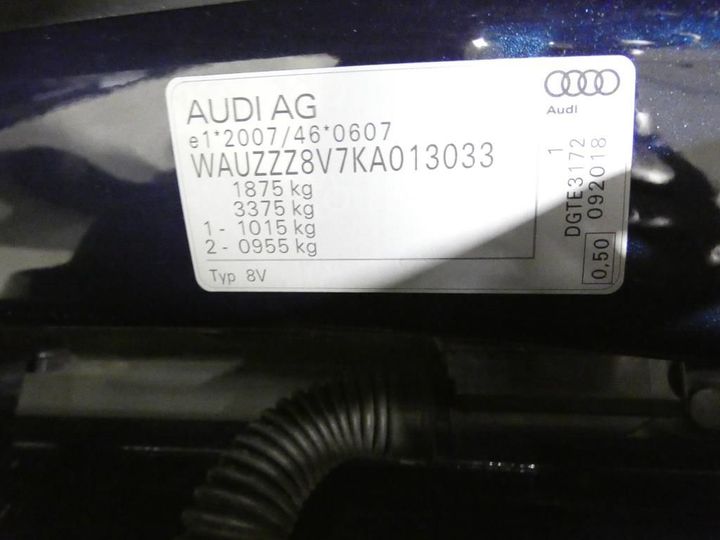 AUDI AG
e1*2007/46*0607
WAUZZZ8V7KA013033
1875 kg
3375 kg
1 - 1015 kg
2 - 0955 kg
Typ 8V
Audi
1
DGTE3172
092018
0,50